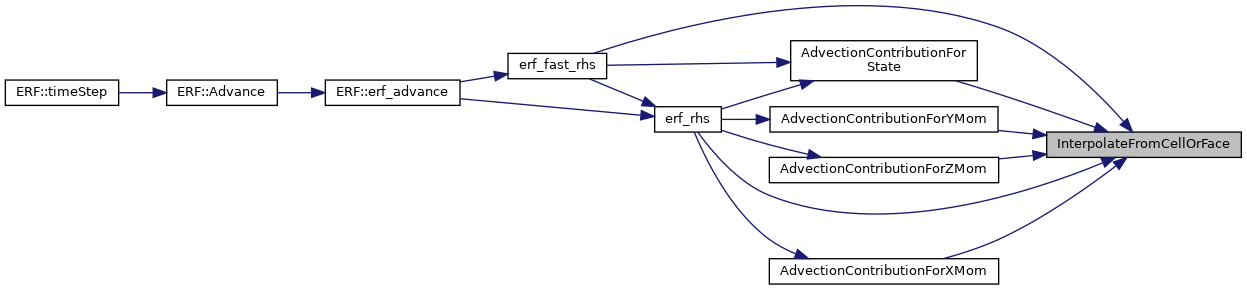 ERF::timeStep
ERF::Advance
ERF::erf_advance
erf_fast_rhs
erf_rhs
AdvectionContributionFor
State
AdvectionContributionForYMom
AdvectionContributionForZMom
AdvectionContributionForXMom
InterpolateFromCellOrFace